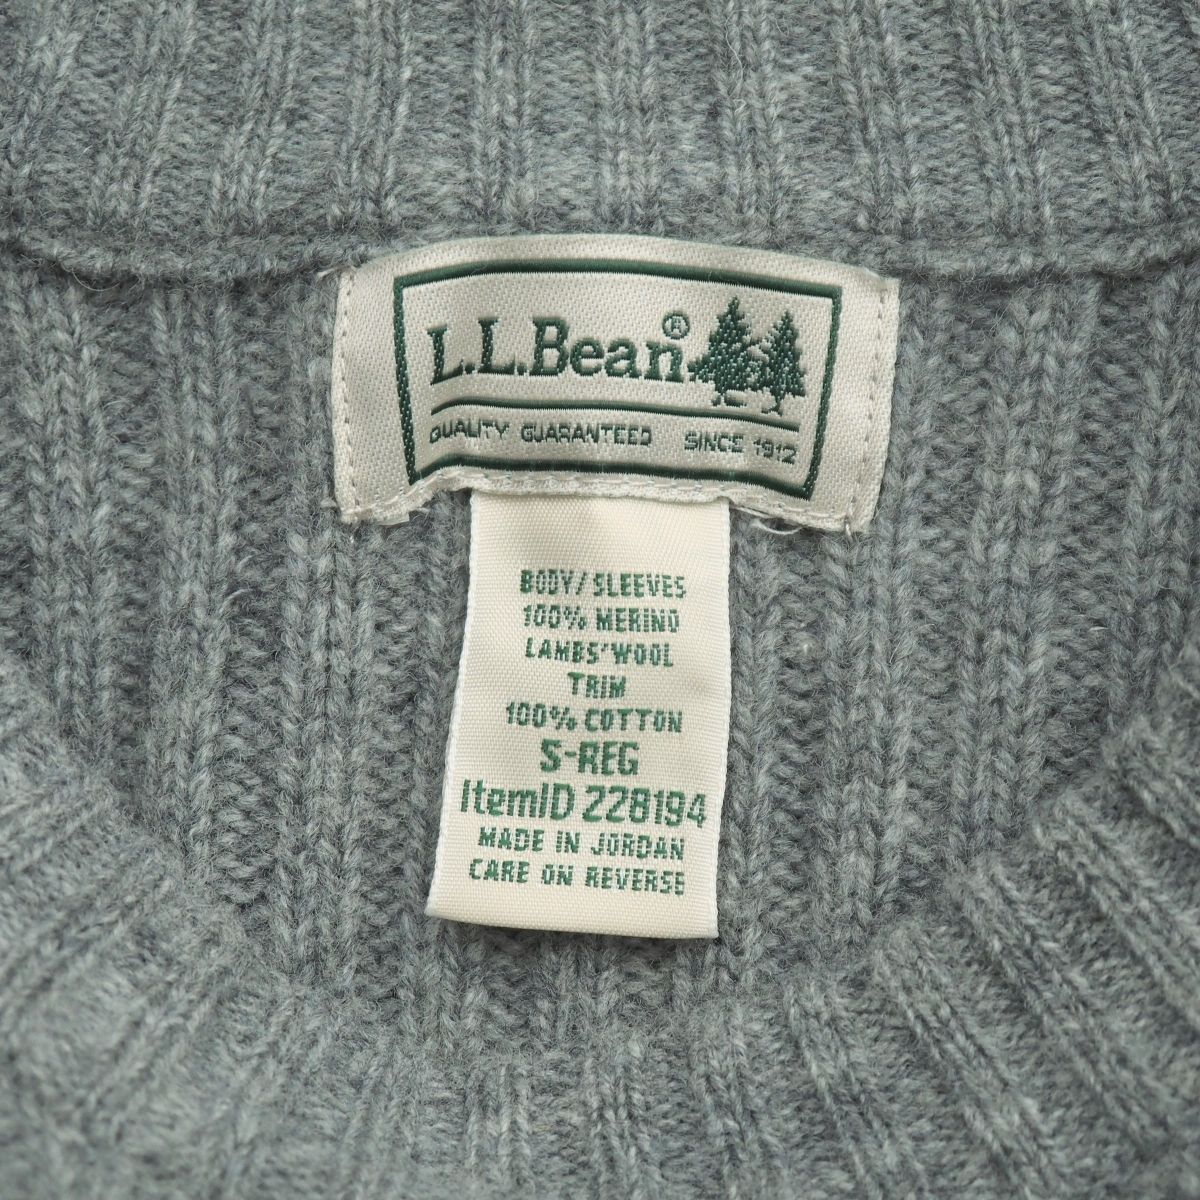 L.L.Bean®
QUALITY GUARANTEED SINCE 1912
BODY/SLEEVES
100% MERINO
LAMBS'WOOL
TRIM
100% COTTON
S-REG
ItemID 228194
MADE IN JORDAN
CARE ON REVERSE